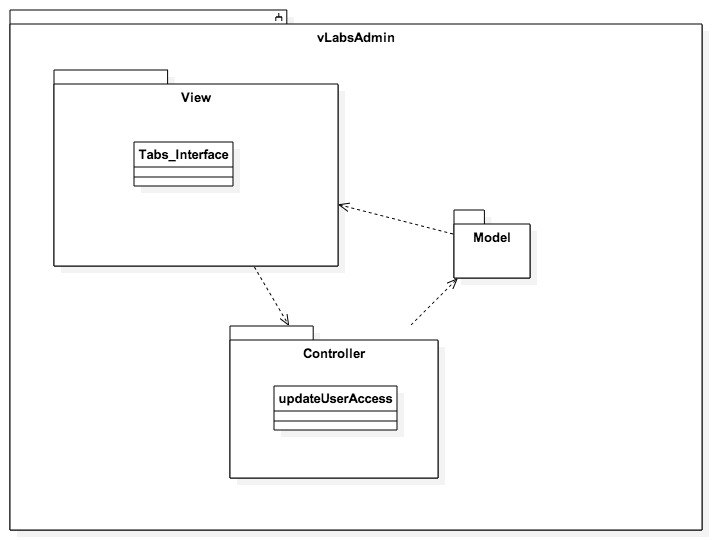 vLabsAdmin
View
Tabs_Interface
Model
Controller
updateUserAccess